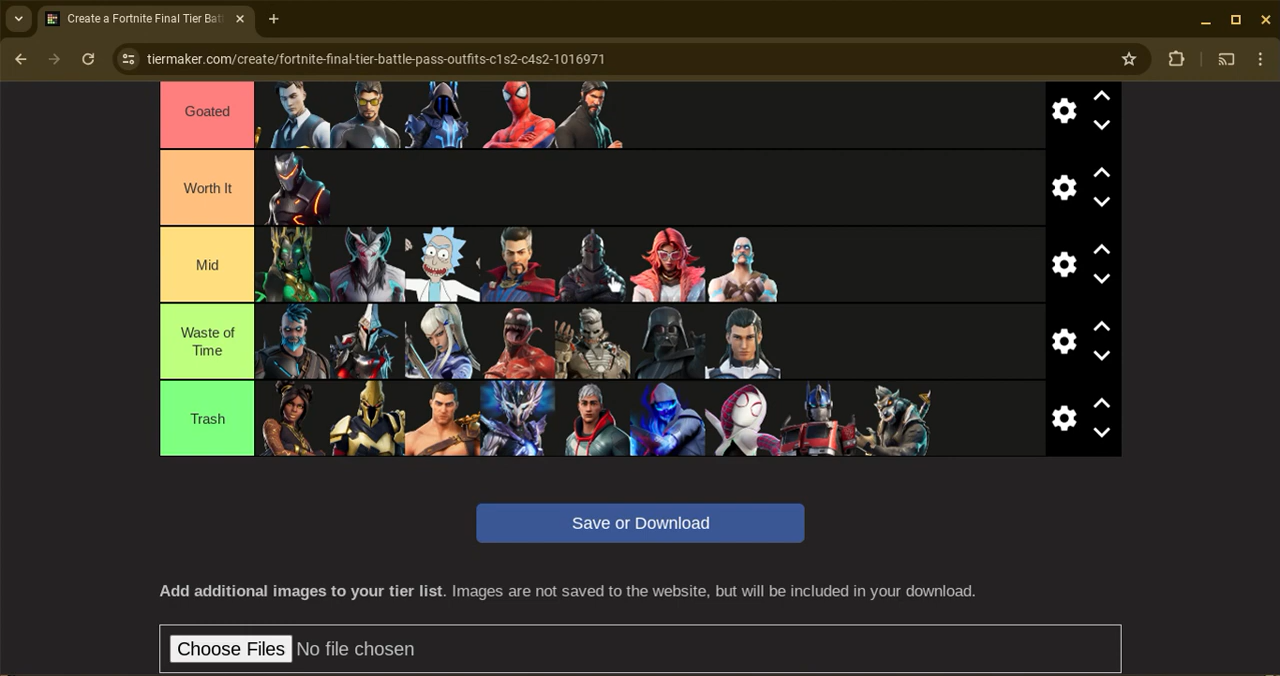 Create a Fortnite Final Tier Bat
tiermaker.com/create/fortnite-final-tier-battle-pass-outfits-c1s2-c4s2-1016971
Goated
Worth It
Mid
Waste of
Time
Trash
Save or Download
Add additional images to your tier list. Images are not saved to the website, but will be included in your download.
Choose Files No file chosen